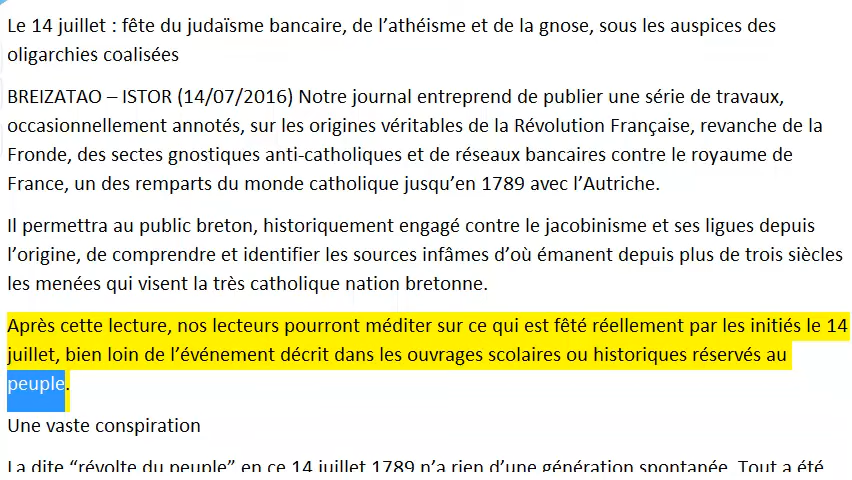 Le 14 juillet : fête du judaïsme bancaire, de l’athéisme et de la gnose, sous les auspices des
oligarchies coalisées
BREIZATAO – ISTOR (14/07/2016) Notre journal entreprend de publier une série de travaux,
occasionnellement annotés, sur les origines véritables de la Révolution Française, revanche de la
Fronde, des sectes gnostiques anti-catholiques et de réseaux bancaires contre le royaume de
France, un des remparts du monde catholique jusqu’en 1789 avec l’Autriche.
Il permettra au public breton, historiquement engagé contre le jacobinisme et ses ligues depuis
l’origine, de comprendre et identifier les sources infâmes d’où émanent depuis plus de trois siècles
les menées qui visent la très catholique nation bretonne.
Après cette lecture, nos lecteurs pourront méditer sur ce qui est fêté réellement par les initiés le 14
juillet, bien loin de l’événement décrit dans les ouvrages scolaires ou historiques réservés au
peuple.
Une vaste conspiration
La dite “révolte du peuple” en ce 14 juillet 1789 n’a rien d’une génération spontanée. Tout a été